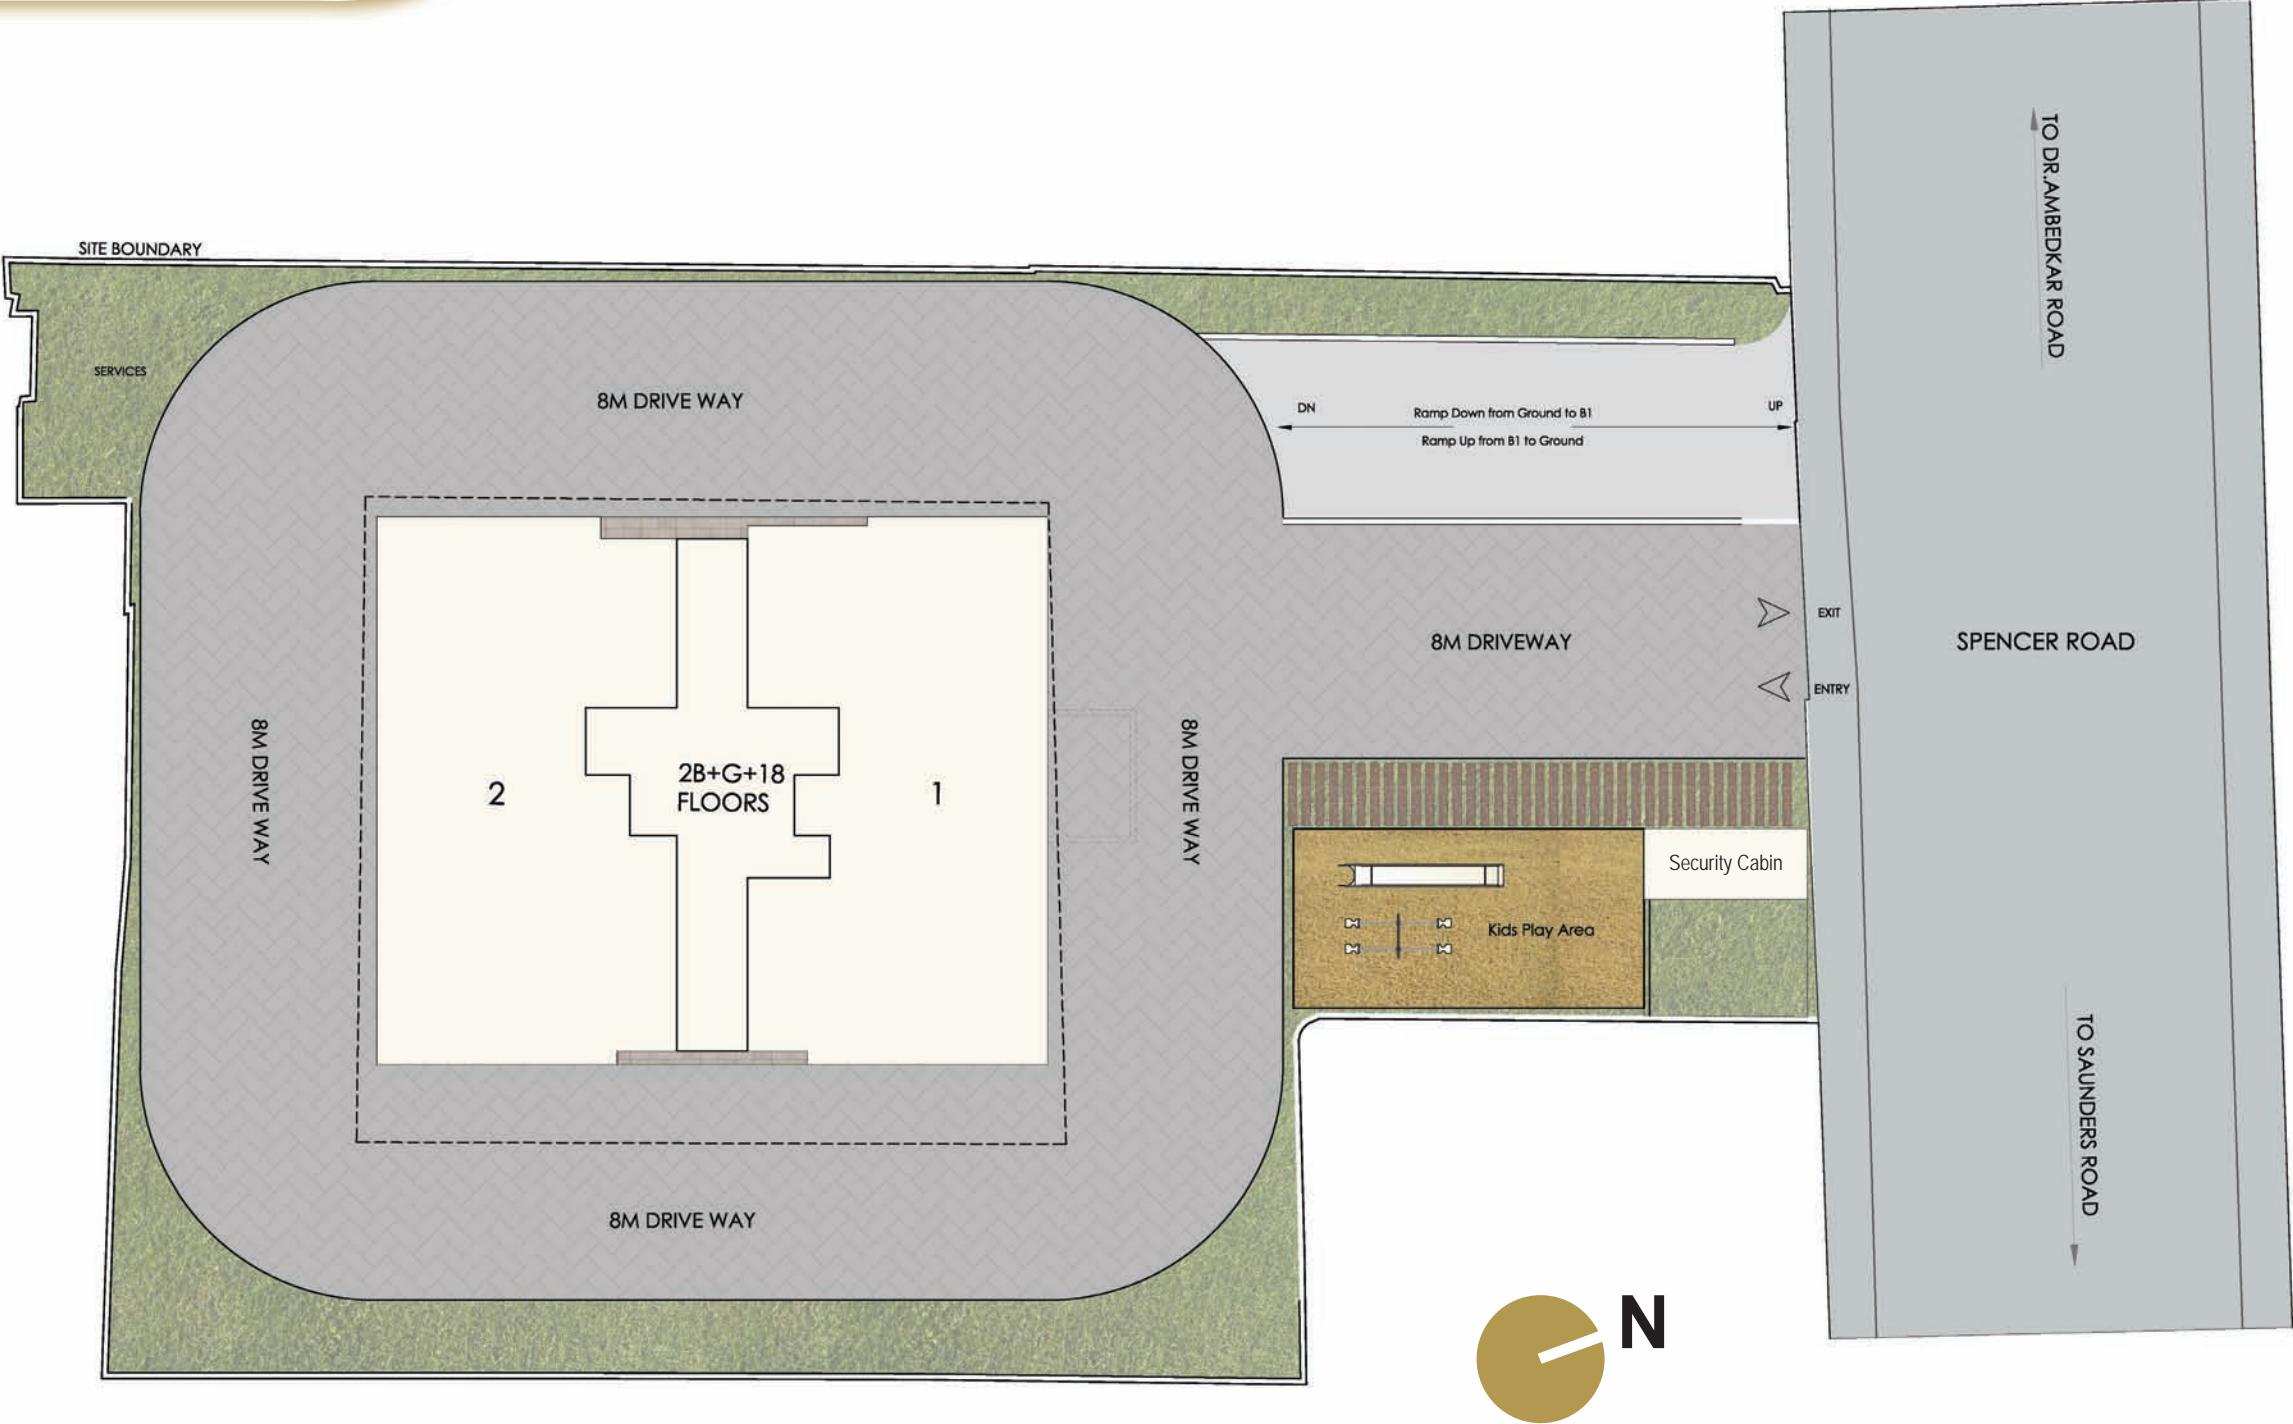 SITE BOUNDARY
SERVICES
8M DRIVE WAY
DN
UP
Ramp Down from Ground to B1
Ramp Up from B1 to Ground
TO DR.AMBEDKAR ROAD
EXIT
8M DRIVEWAY
SPENCER ROAD
ENTRY
8M DRIVE WAY
2
2B+G+18
FLOORS
1
8M DRIVE WAY
Security Cabin
Kids Play Area
TO SAUNDERS ROAD
8M DRIVE WAY
N